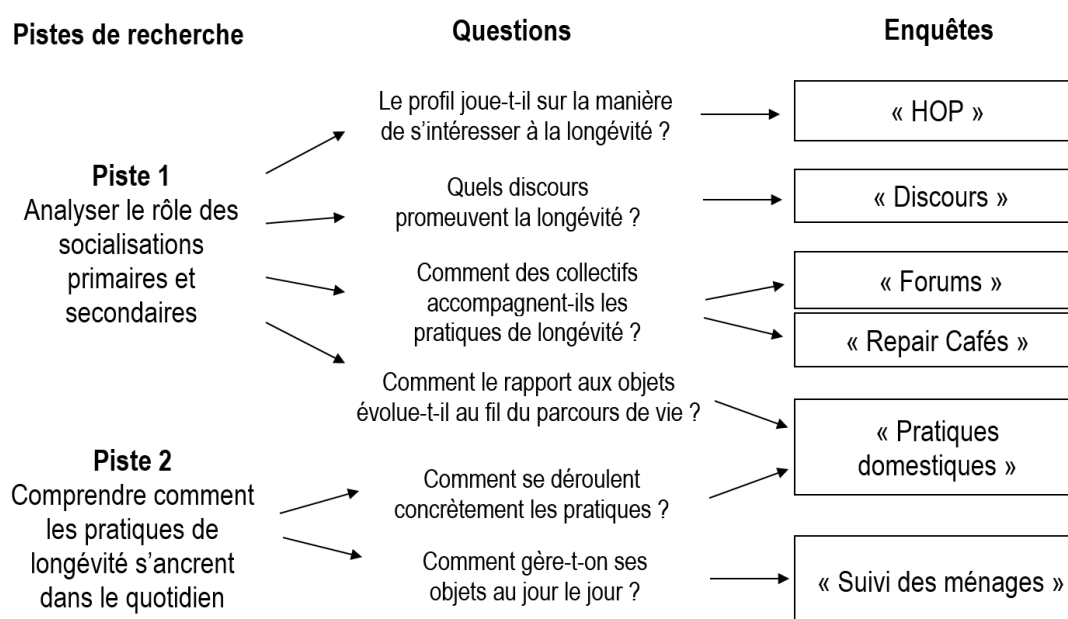 Pistes de recherche
Questions
Enquêtes
Piste 1
Analyser le rôle des
socialisations
primaires et
secondaires
Le profil joue-t-il sur la manière
de s’intéresser à la longévité ?
« HOP »
Quels discours
promeuvent la longévité ?
« Discours »
Comment des collectifs
accompagnent-ils les
pratiques de longévité ?
« Forums »
« Repair Cafés »
Comment le rapport aux objets
évolue-t-il au fil du parcours de vie ?
« Pratiques
domestiques »
Piste 2
Comprendre comment
les pratiques de
longévité s’ancrent
dans le quotidien
Comment se déroulent
concrètement les pratiques ?
Comment gère-t-on ses
objets au jour le jour ?
« Suivi des ménages »